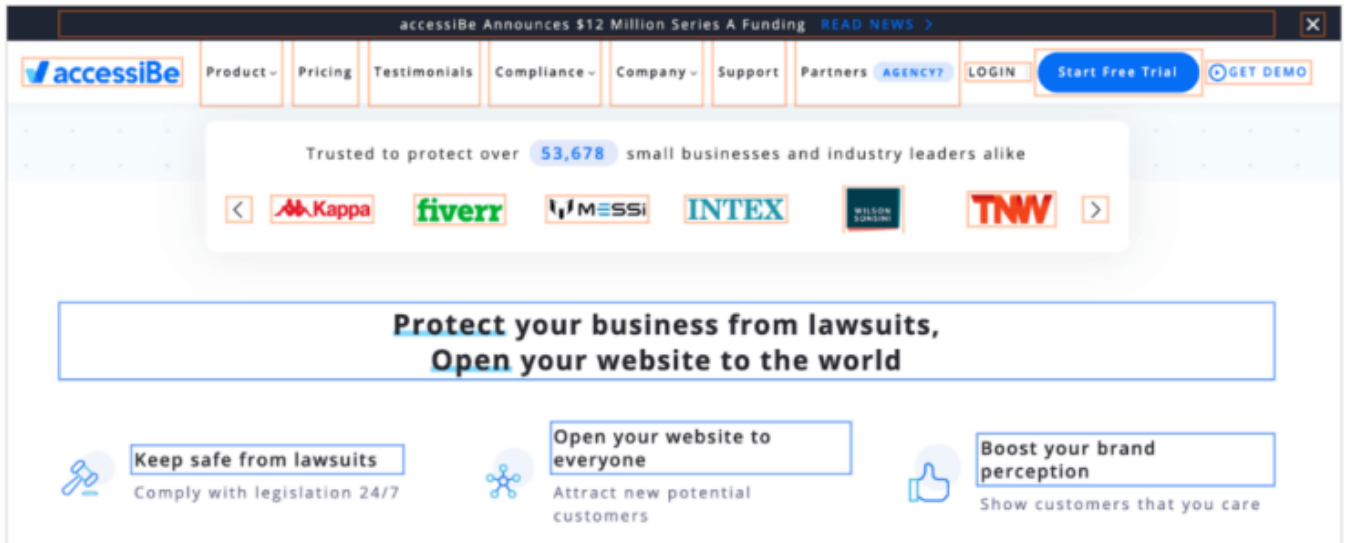 accessiBe Announces $12 Million Series A Funding READ NEWS >
accessiBe Product Pricing Testimonials Compliance Company Support Partners AGENCY? LOGIN Start Free Trial GET DEMO
Trusted to protect over 53,678 small businesses and industry leaders alike
Kappa fiverr MESSI INTEX WILSON SONSINI TNW
Protect your business from lawsuits,
Open your website to the world
Keep safe from lawsuits
Comply with legislation 24/7
Open your website to
everyone
Attract new potential
customers
Boost your brand
perception
Show customers that you care